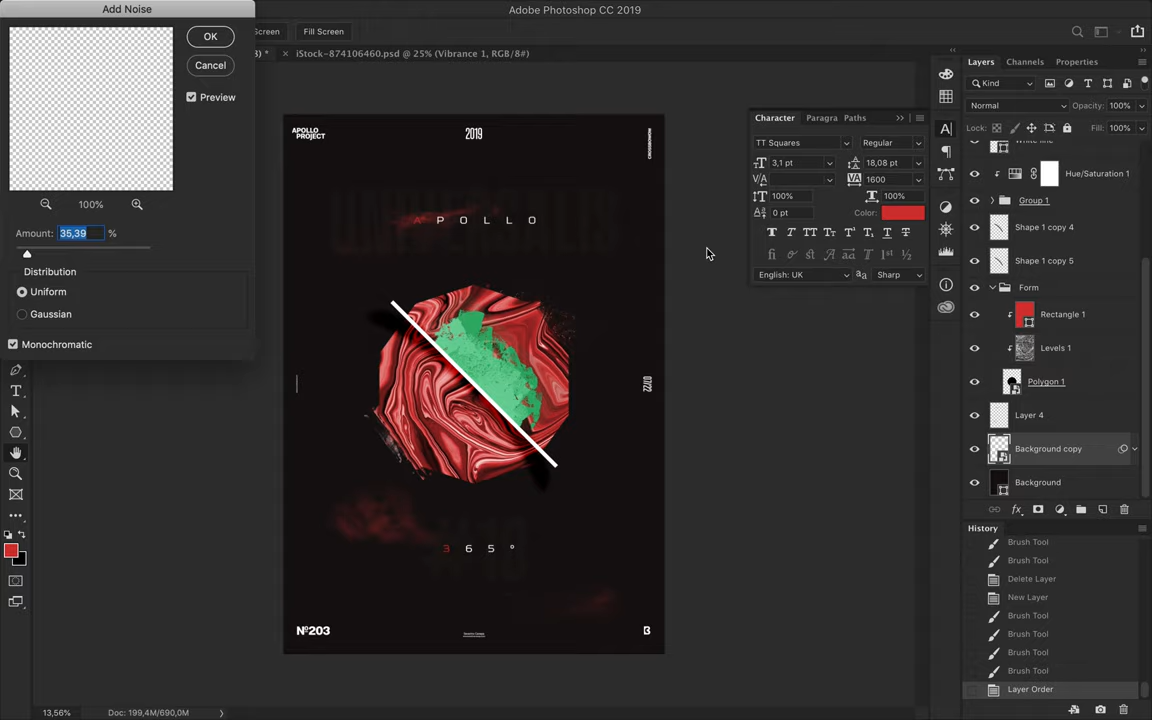 Adobe Photoshop CC 2019
Add Noise
OK
Cancel
Preview
100%
Amount: 35,39 %
Distribution
Uniform
Gaussian
Monochromatic
Screen
Fill Screen
) *
× iStock-874106460.psd @ 25% (Vibrance 1, RGB/8#)
APOLLO
PROJECT
2019
APOLLO
07/22
365°
Nº203
B
Character
Paragra
Paths
TT Squares
Regular
3,1 pt
18,08 pt
1600
100%
100%
0 pt
Color:
English: UK
Sharp
Layers
Channels
Properties
Kind
Normal
Opacity: 100%
Lock:
Fill: 100%
White line
Hue/Saturation 1
Group 1
Shape 1 copy 4
Shape 1 copy 5
Form
Rectangle 1
Levels 1
Polygon 1
Layer 4
Background copy
Background
History
Brush Tool
Brush Tool
Delete Layer
New Layer
Brush Tool
Brush Tool
Brush Tool
Brush Tool
Layer Order
13,56%
Doc: 199,4M/690,0M